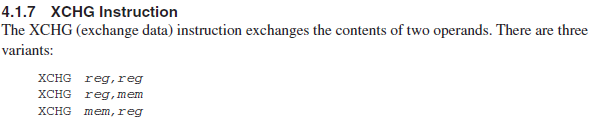 4.1.7 XCHG Instruction
The XCHG (exchange data) instruction exchanges the contents of two operands. There are three
variants:
XCHG reg,reg
XCHG reg,mem
XCHG mem,reg